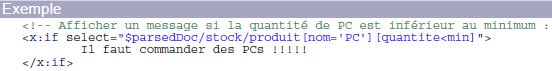 Exemple
<!-- Afficher un message si la quantité de PC est inférieur au minimum :
<x:if select="$parsedDoc/stock/produit[nom='PC'][quantite<min]">
Il faut commander des PCs !!!!!
</x:if>